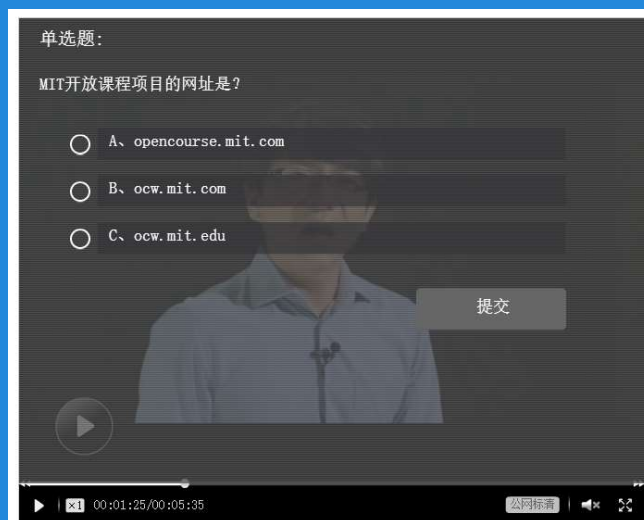 单选题:
MIT开放课程项目的网址是?
A、opencourse.mit.com
B、ocw.mit.com
C、ocw.mit.edu
提交
×1 00:01:25/00:05:35 公网标清